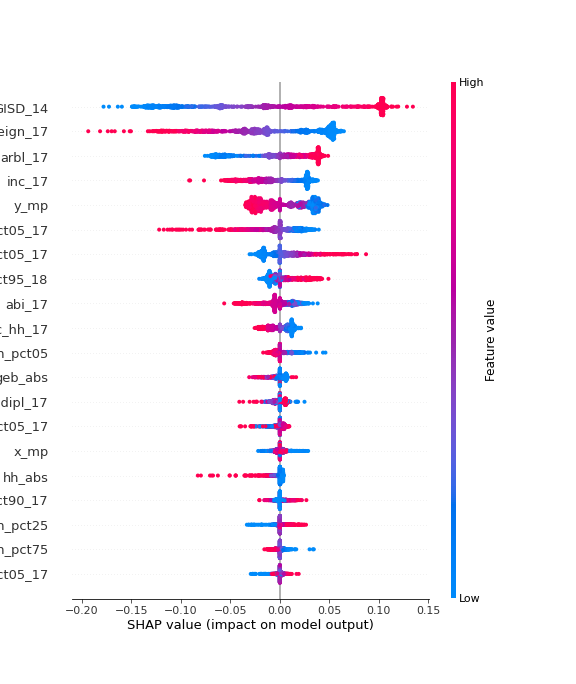 High
GISD_14
eign_17
arbl_17
inc_17
y_mp
ct05_17
ct05_17
ct95_18
abi_17
_hh_17
n_pct05
geb_abs
dipl_17
ct05_17
x_mp
hh_abs
ct90_17
n_pct25
n_pct75
ct05_17
Feature value
Low
−0.20 −0.15 −0.10 −0.05 0.00 0.05 0.10 0.15
SHAP value (impact on model output)